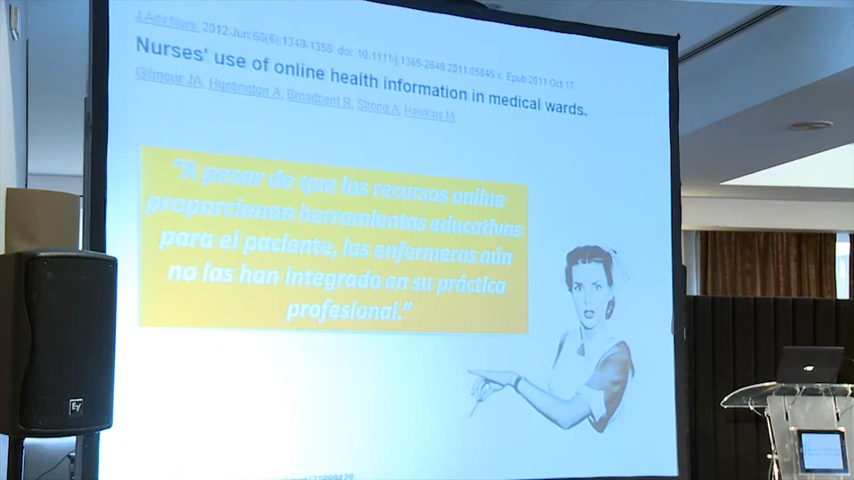 J Adv Nurs. 2012 Jun;68(6):1349-1358. doi: 10.1111/j.1365-2648.2011.05845.x. Epub 2011 Oct 17.
Nurses' use of online health information in medical wards.
Gilmour JA, Huntington A, Broadbent R, Strong A, Hawkins M.
"A pesar de que los recursos online
proporcionan herramientas educativas
para el paciente, las enfermeras aún
no las han integrado en su práctica
profesional."
EV